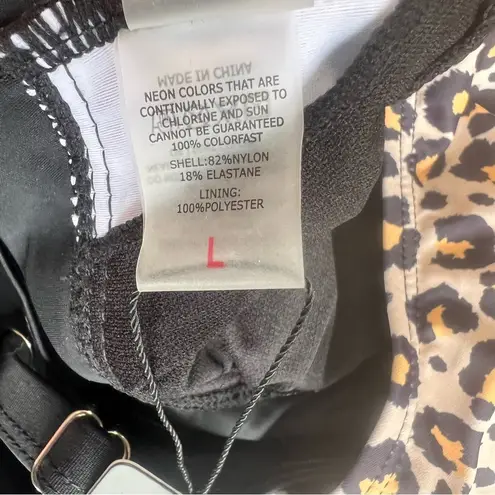 MADE IN CHINA
NEON COLORS THAT ARE
CONTINUALLY EXPOSED TO
CHLORINE AND SUN
CANNOT BE GUARANTEED
100% COLORFAST
SHELL:82%NYLON
18% ELASTANE
LINING:
100%POLYESTER
L